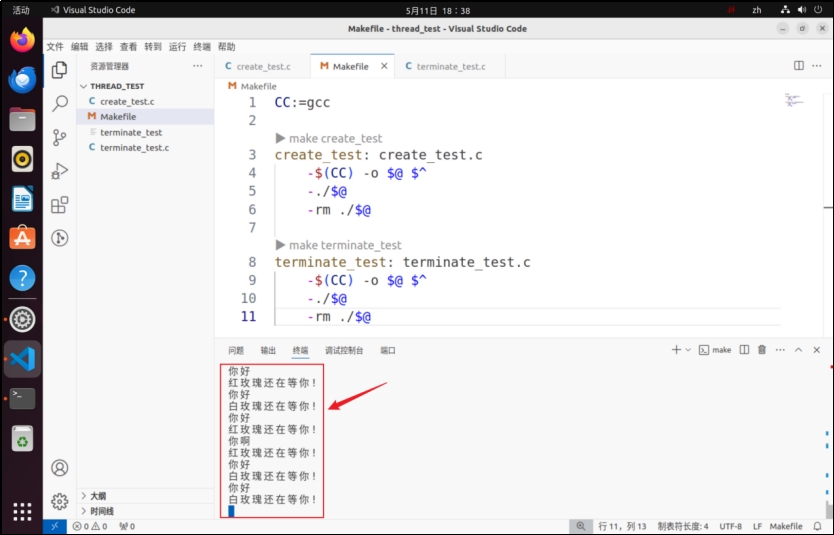 活动 Visual Studio Code 5月11日 18：38 zh
Makefile - thread_test - Visual Studio Code
文件 编辑 选择 查看 转到 运行 终端 帮助
资源管理器 ···
THREAD_TEST
create_test.c
Makefile
terminate_test
terminate_test.c
大纲
时间线
create_test.c Makefile terminate_test.c
Makefile
1 CC:=gcc
2
make create_test
3 create_test: create_test.c
4 -$(CC) -o $@ $^
5 -./$@
6 -rm ./$@
7
make terminate_test
8 terminate_test: terminate_test.c
9 -$(CC) -o $@ $^
10 -./$@
11 -rm ./$@
问题 输出 终端 调试控制台 端口 make
你好
红玫瑰还在等你！
你好
白玫瑰还在等你！
你好
红玫瑰还在等你！
你啊
红玫瑰还在等你！
你好
白玫瑰还在等你！
你好
白玫瑰还在等你！
0 0 0 行 11，列 13 制表符长度: 4 UTF-8 LF Makefile